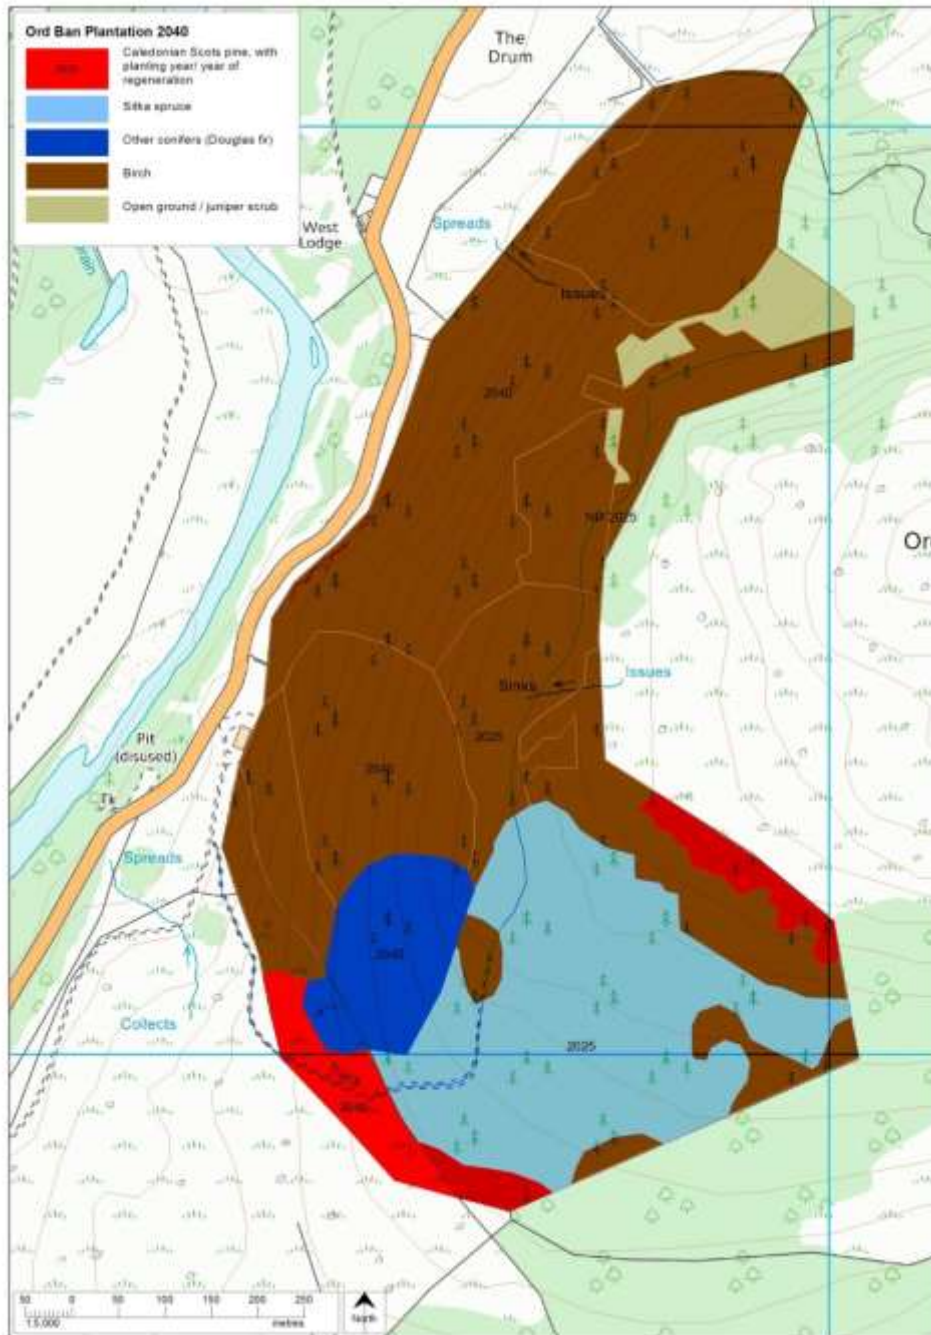 Ord Ban Plantation 2040
Caledonian Scots pine, with
planting year/ year of
regeneration
Sitka spruce
Other conifers (Douglas fir)
Birch
Open ground / juniper scrub
The
Drum
West
Lodge
Spreads
Issues
2040
NR 2025
Or
Issues
Sinks
2025
Pit
(disused)
Spreads
2040
Collects
2025
50 0 50 100 150 200 250
1:5,000
metres
North